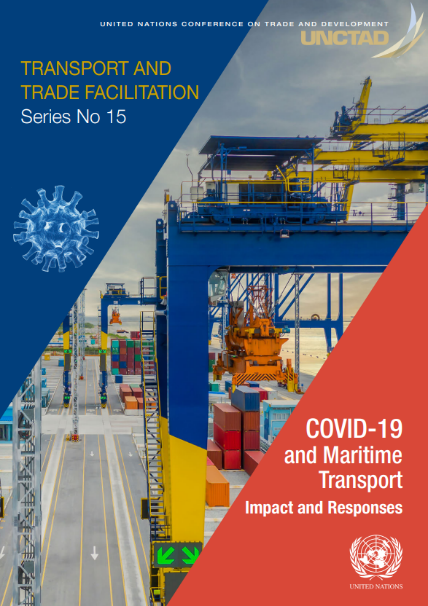 UNITED NATIONS CONFERENCE ON TRADE AND DEVELOPMENT
UNCTAD
TRANSPORT AND
TRADE FACILITATION
Series No 15
COVID-19
and Maritime
Transport
Impact and Responses
UNITED NATIONS